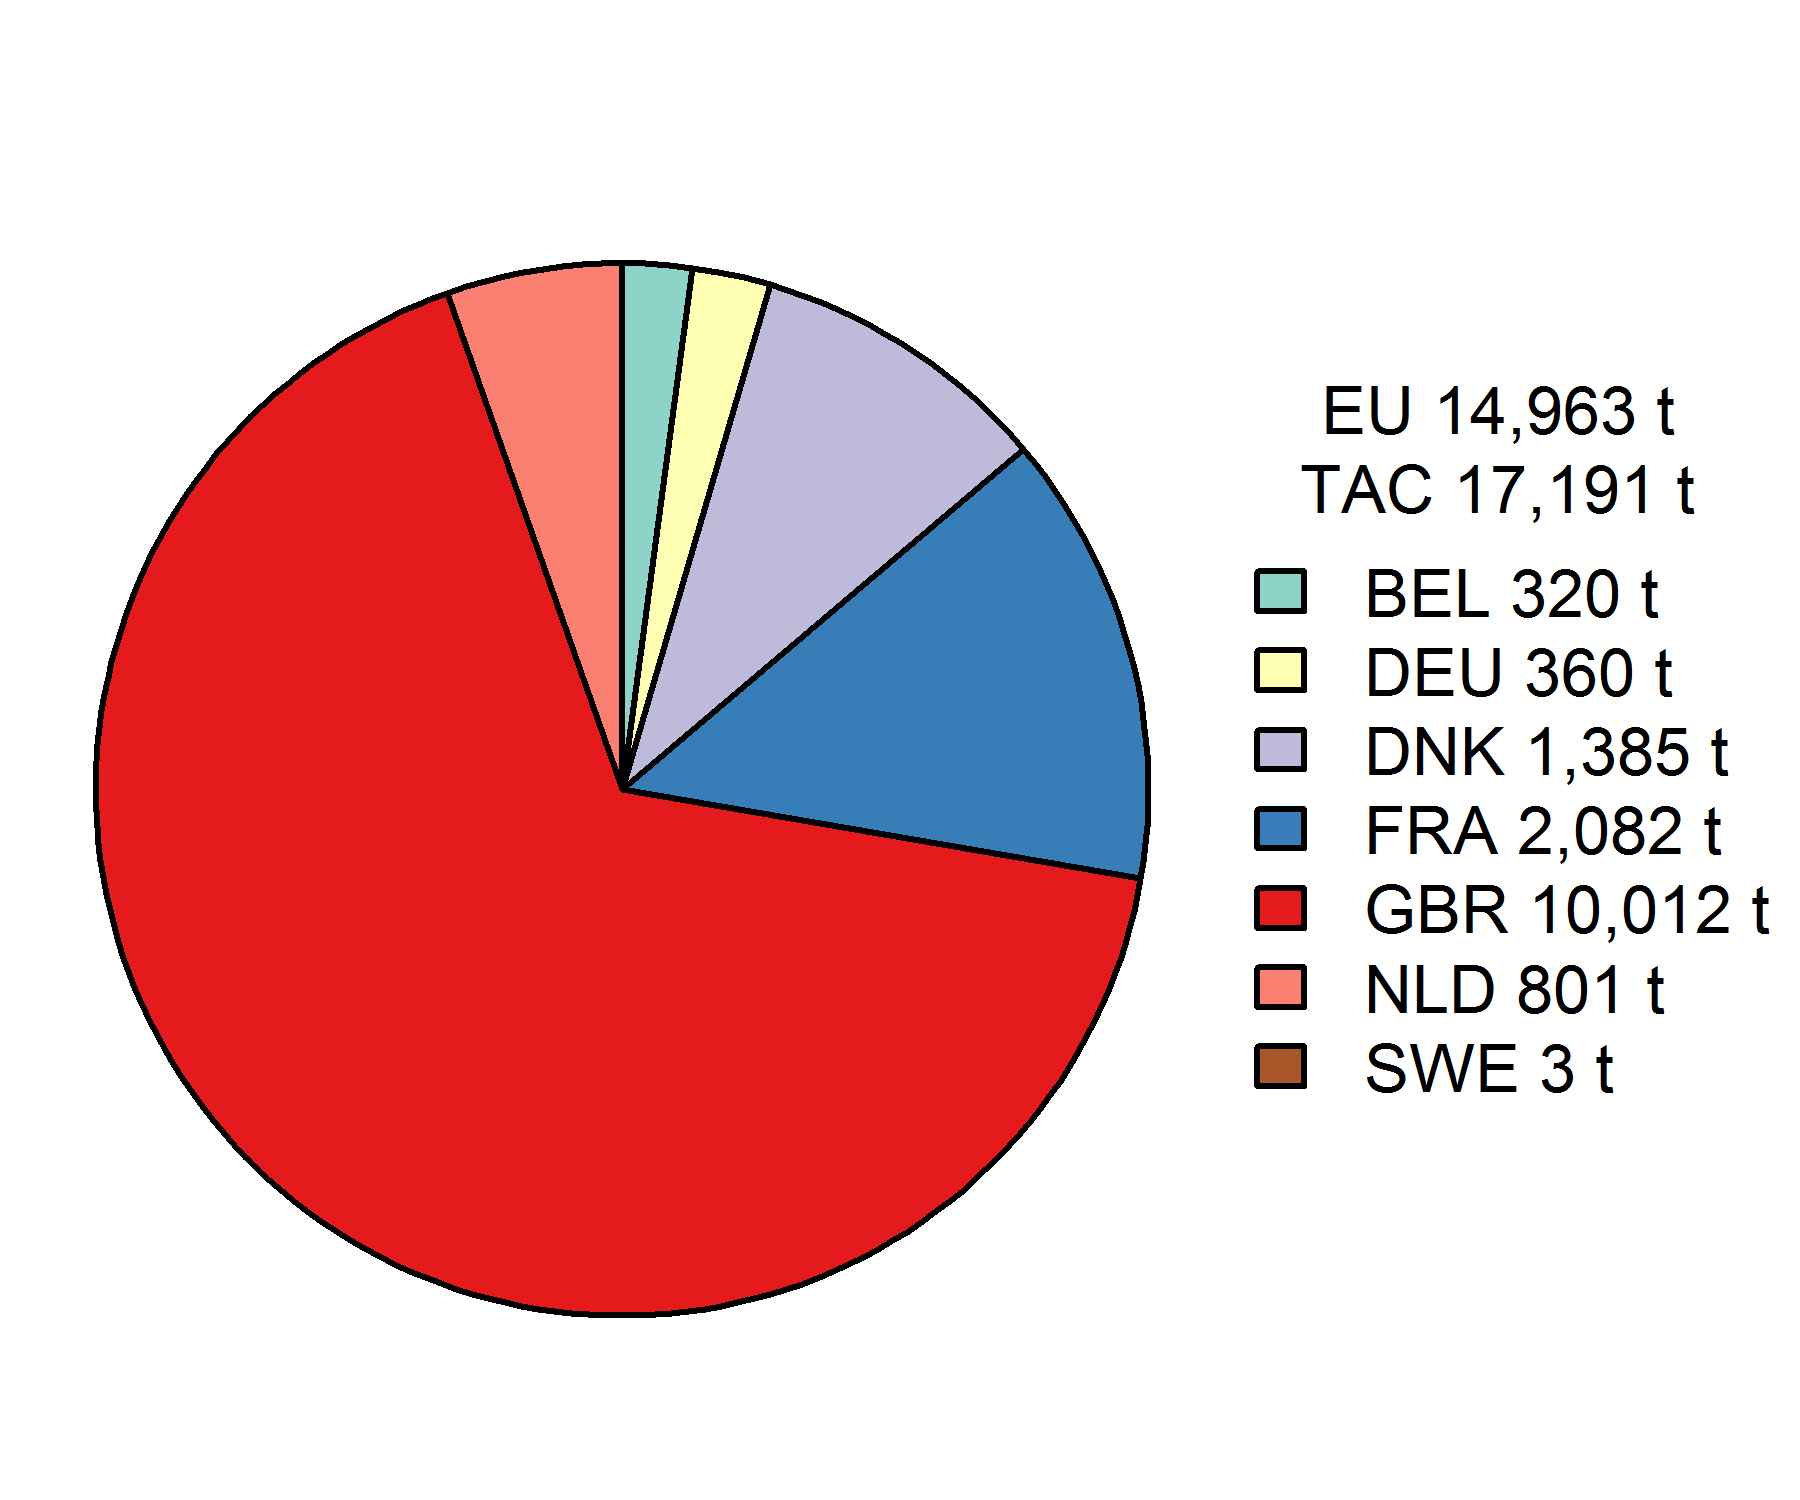 EU 14,963 t
TAC 17,191 t
BEL 320 t
DEU 360 t
DNK 1,385 t
FRA 2,082 t
GBR 10,012 t
NLD 801 t
SWE 3 t